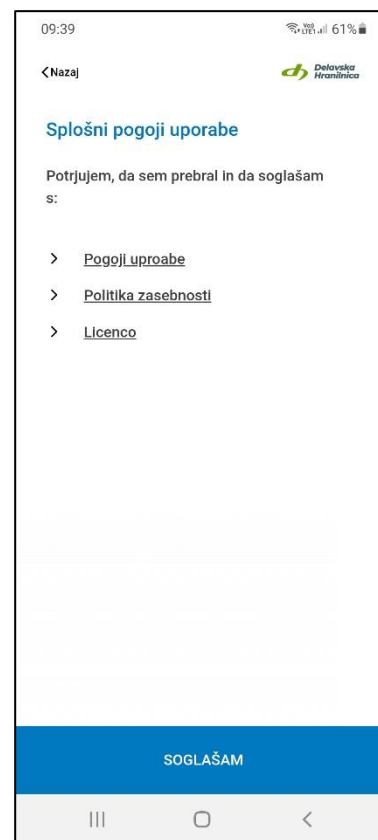 09:39 61%
Nazaj
Delavska
Hranilnica
Splošni pogoji uporabe
Potrjujem, da sem prebral in da soglašam
s:
Pogoji uproabe
Politika zasebnosti
Licenco
SOGLAŠAM